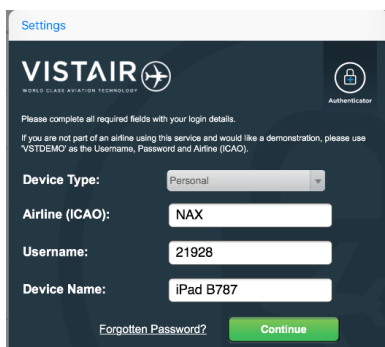 Settings
VISTAIR
WORLD CLASS AVIATION TECHNOLOGY
Authenticator
Please complete all required fields with your login details.
If you are not part of an airline using this service and would like a demonstration, please use
'VSTDEMO' as the Username, Password and Airline (ICAO).
Device Type: Personal
Airline (ICAO): NAX
Username: 21928
Device Name: iPad B787
Forgotten Password? Continue